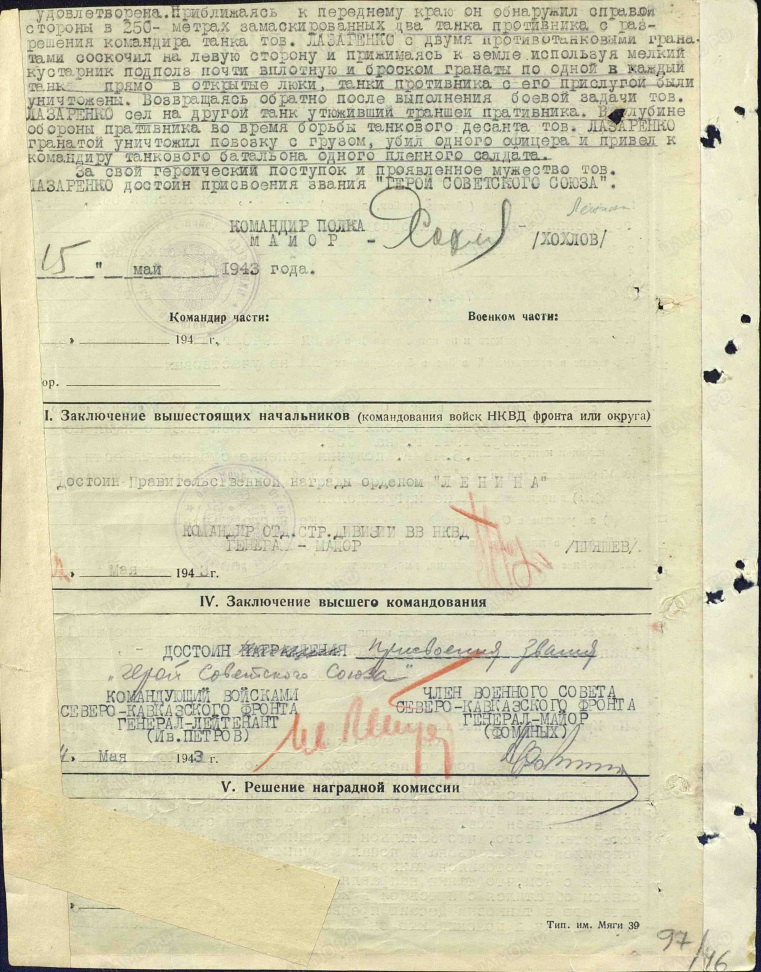 удовлетворена.Приближаясь к переднему краю он обнаружил справой
стороны в 250- метрах замаскированных два танка противника с раз-
решения командира танка тов. ЛАЗАРЕНКО с двумя противотанковыми грана-
тами соскочил на левую сторону и прижимаясь к земле используя мелкий
кустарник подполз почти вплотную и броском гранаты по одной в каждый
танк прямо в открытые люки, танки противника с его прислугой были
уничтожены. Возвращаясь обратно после выполнения боевой задачи тов.
ЛАЗАРЕНКО сел на другой танк утюживший траншеи пративника. В глубине
обороны пративника во время борьбы танкового десанта тов. ЛАЗАРЕНКО
гранатой уничтожил повозку с грузом, убил одного офицера и привел к
командиру танкового батальона одного пленного салдата.
За свой героический поступок и проявленное мужество тов.
ЛАЗАРЕНКО достоин присвоения звания "ГЕРОЙ СОВЕТСКОГО СОЮЗА".
КОМАНДИР ПОЛКА
МАЙОР - /ХОХЛОВ/
15 " май 1943 года.
Командир части: Военком части:
" 194 г.
ор.
I. Заключение вышестоящих начальников (командования войск НКВД фронта или округа)
Достоин Правительственной награды орденом "ЛЕНИНА"
КОМАНДИР ОТД.СТР.ДИВИЗИИ ВВ НКВД
ГЕНЕРАЛ - МАЙОР /ПИЯШЕВ/.
" Мая 1943 г.
IV. Заключение высшего командования
ДОСТОИН НАГРАЖДЕНИЯ присвоения звания
"Герой Советского Союза"
КОМАНДУЮЩИЙ ВОЙСКАМИ ЧЛЕН ВОЕННОГО СОВЕТА
СЕВЕРО-КАВКАЗСКОГО ФРОНТА СЕВЕРО-КАВКАЗСКОГО ФРОНТА
ГЕНЕРАЛ-ЛЕЙТЕНАНТ ГЕНЕРАЛ-МАЙОР
(Ив.ПЕТРОВ) (ФОМИНЫХ)
" Мая 1943 г.
V. Решение наградной комиссии
Тип. им. Мяги 39
97/46